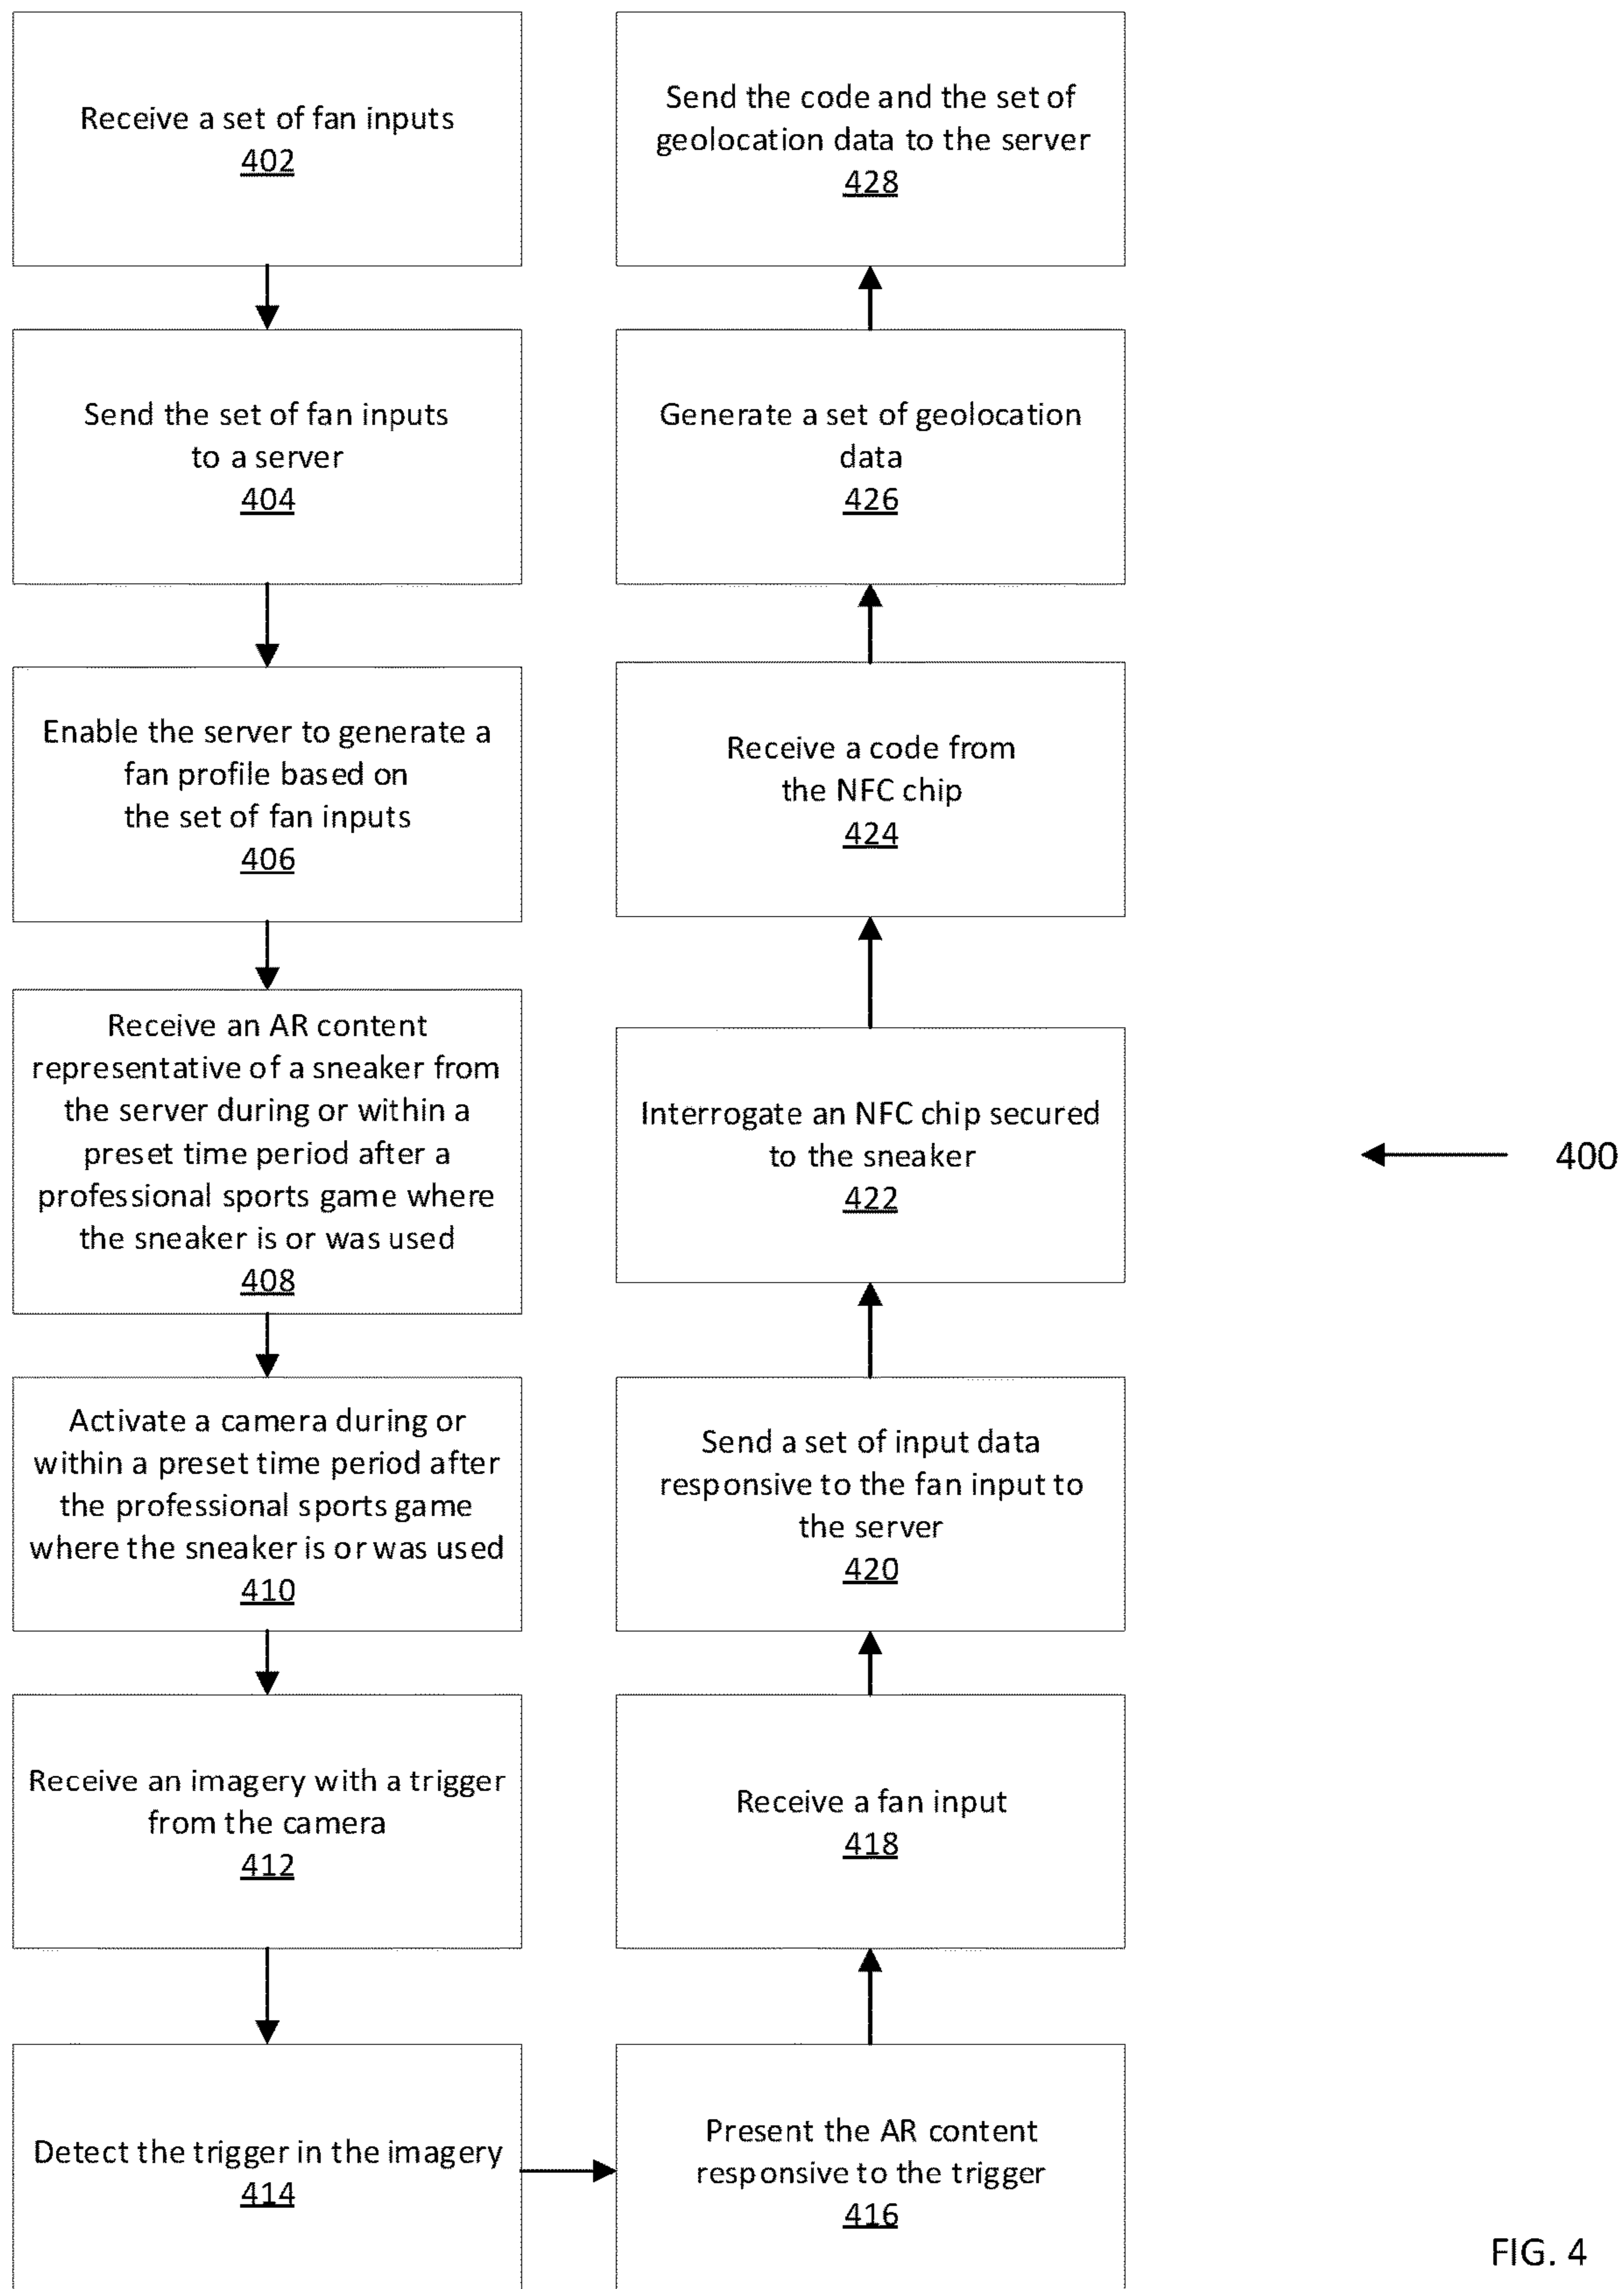 Receive a set of fan inputs
402
Send the set of fan inputs
to a server
404
Enable the server to generate a
fan profile based on
the set of fan inputs
406
Receive an AR content
representative of a sneaker from
the server during or within a
preset time period after a
professional sports game where
the sneaker is or was used
408
Activate a camera during or
within a preset time period after
the professional sports game
where the sneaker is or was used
410
Receive an imagery with a trigger
from the camera
412
Detect the trigger in the imagery
414
Present the AR content
responsive to the trigger
416
Receive a fan input
418
Send a set of input data
responsive to the fan input to
the server
420
Interrogate an NFC chip secured
to the sneaker
422
Receive a code from
the NFC chip
424
Generate a set of geolocation
data
426
Send the code and the set of
geolocation data to the server
428
400
FIG. 4